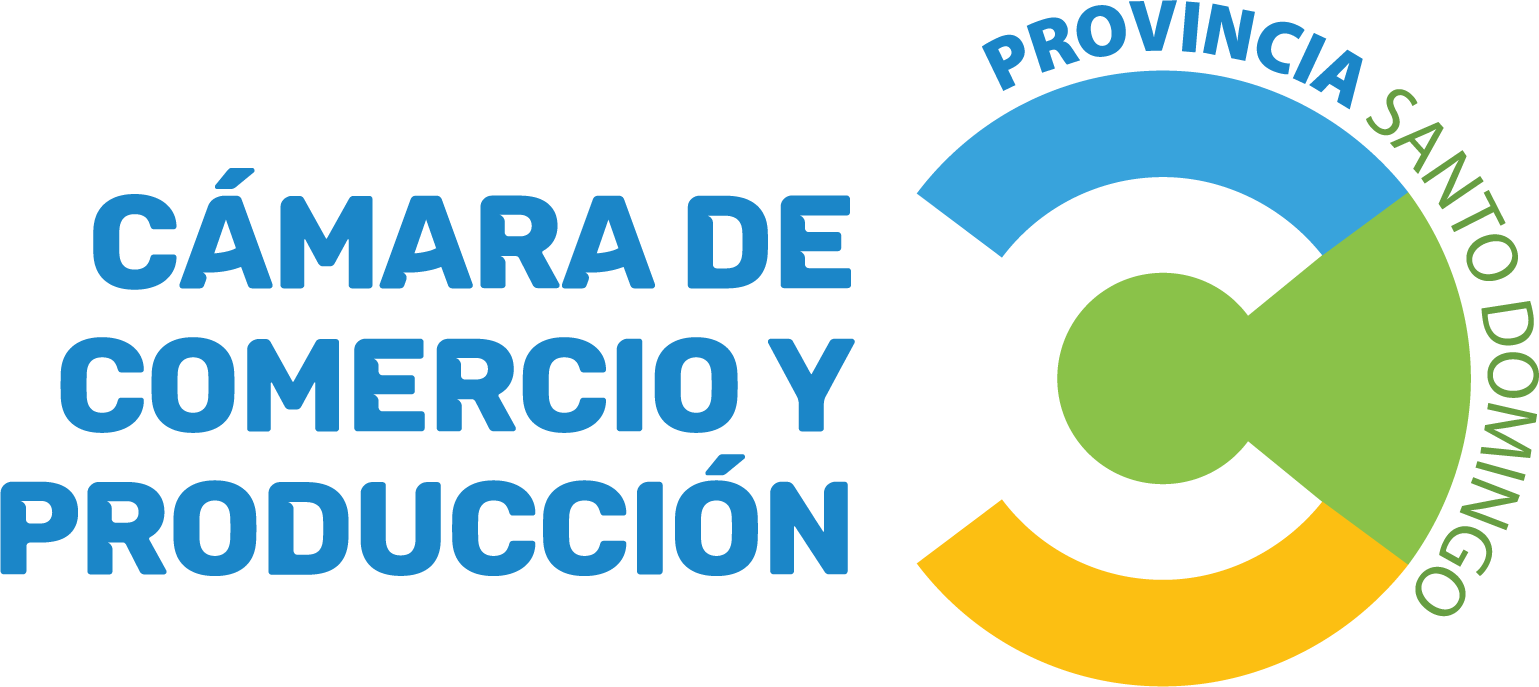 CÁMARA DE
COMERCIO Y
PRODUCCIÓN
PROVINCIA SANTO DOMINGO